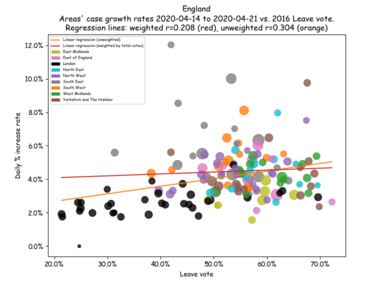 England
Areas' case growth rates 2020-04-14 to 2020-04-21 vs. 2016 Leave vote.
Regression lines: weighted r=0.208 (red), unweighted r=0.304 (orange)
Linear regression (unweighted)
Linear regression (weighted by total votes)
East Midlands
East of England
London
North East
North West
South East
South West
West Midlands
Yorkshire and The Humber
Daily % increase rate
12.0%
10.0%
8.0%
6.0%
4.0%
2.0%
0.0%
20.0% 30.0% 40.0% 50.0% 60.0% 70.0%
Leave vote